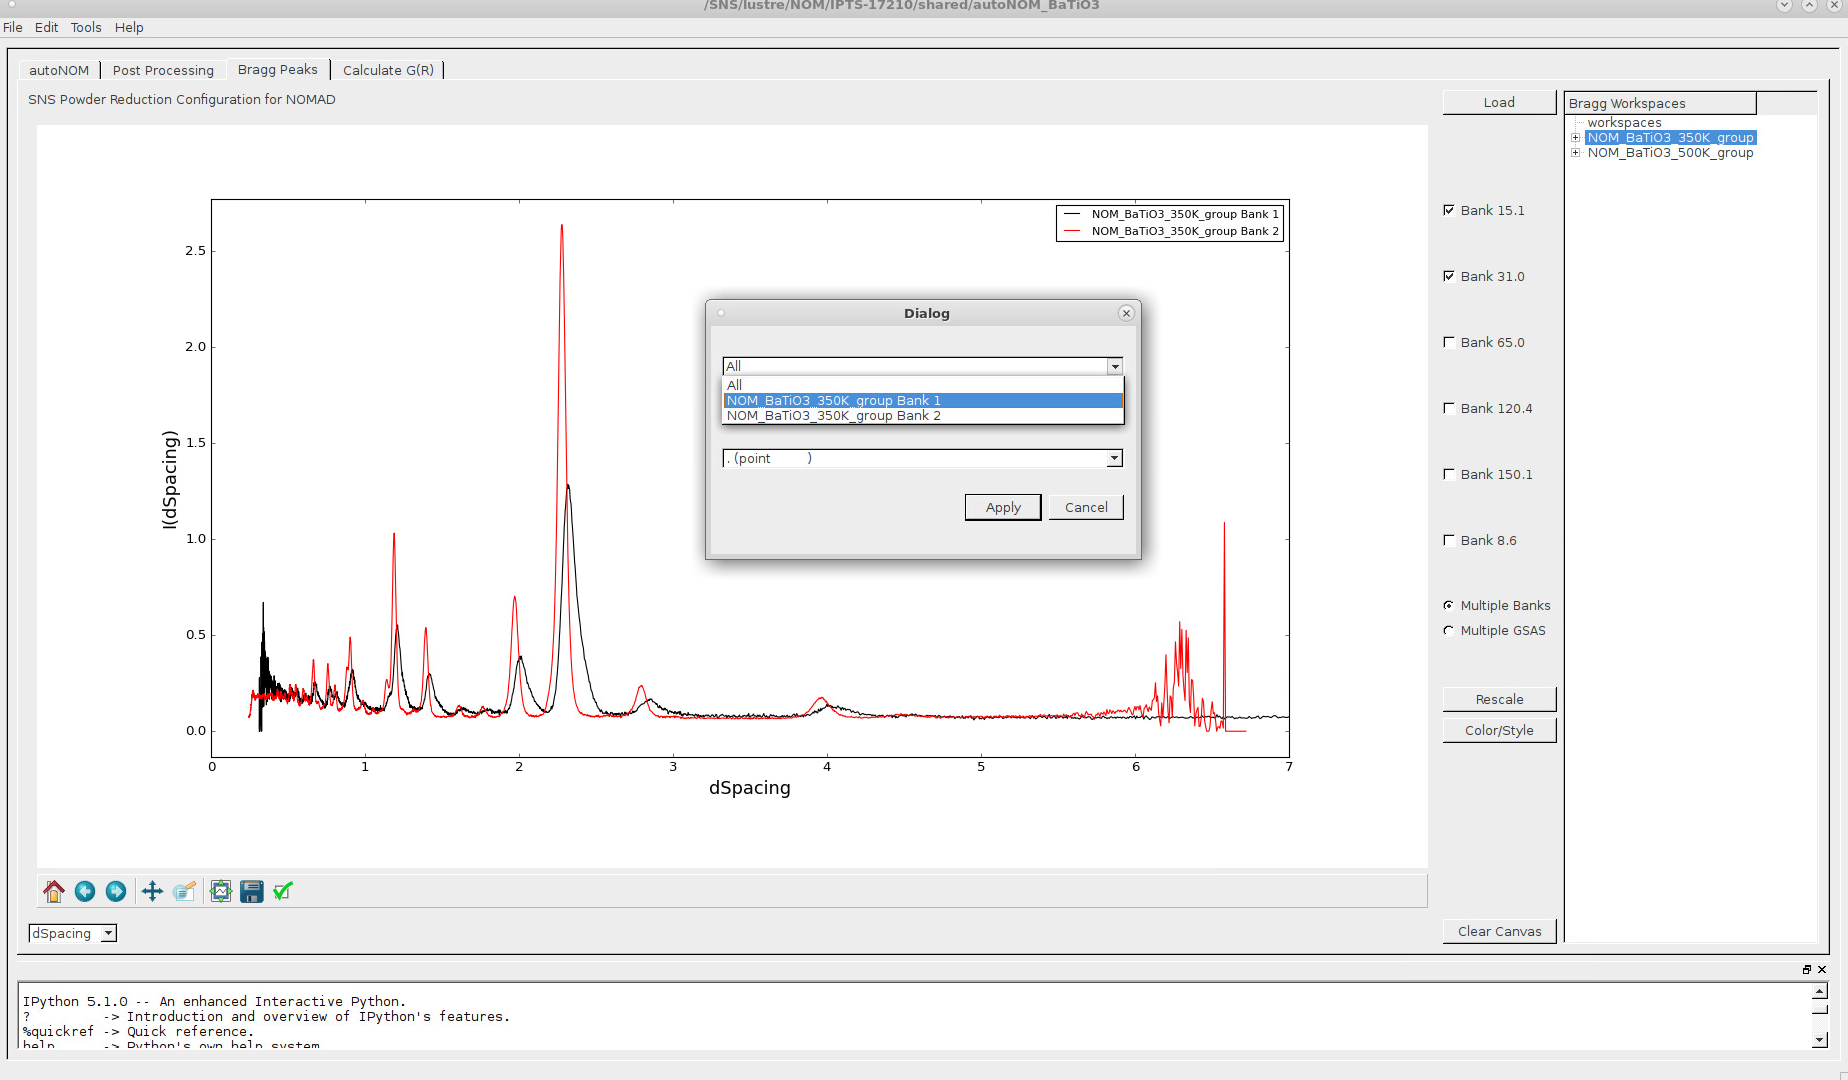 /SNS/lustre/NOM/IPTS-17210/shared/autoNOM_BaTiO3
File Edit Tools Help
autoNOM Post Processing Bragg Peaks Calculate G(R)
SNS Powder Reduction Configuration for NOMAD
Load
Bragg Workspaces
workspaces
NOM_BaTiO3_350K_group
NOM_BaTiO3_500K_group
NOM_BaTiO3_350K_group Bank 1
NOM_BaTiO3_350K_group Bank 2
2.5
2.0
1.5
1.0
0.5
0.0
I(dSpacing)
0 1 2 3 4 5 6 7
dSpacing
Dialog
All
All
NOM_BaTiO3_350K_group Bank 1
NOM_BaTiO3_350K_group Bank 2
. (point )
Apply Cancel
Bank 15.1
Bank 31.0
Bank 65.0
Bank 120.4
Bank 150.1
Bank 8.6
Multiple Banks
Multiple GSAS
Rescale
Color/Style
Clear Canvas
dSpacing
IPython 5.1.0 -- An enhanced Interactive Python.
? -> Introduction and overview of IPython's features.
%quickref -> Quick reference.
help -> Python's own help system.